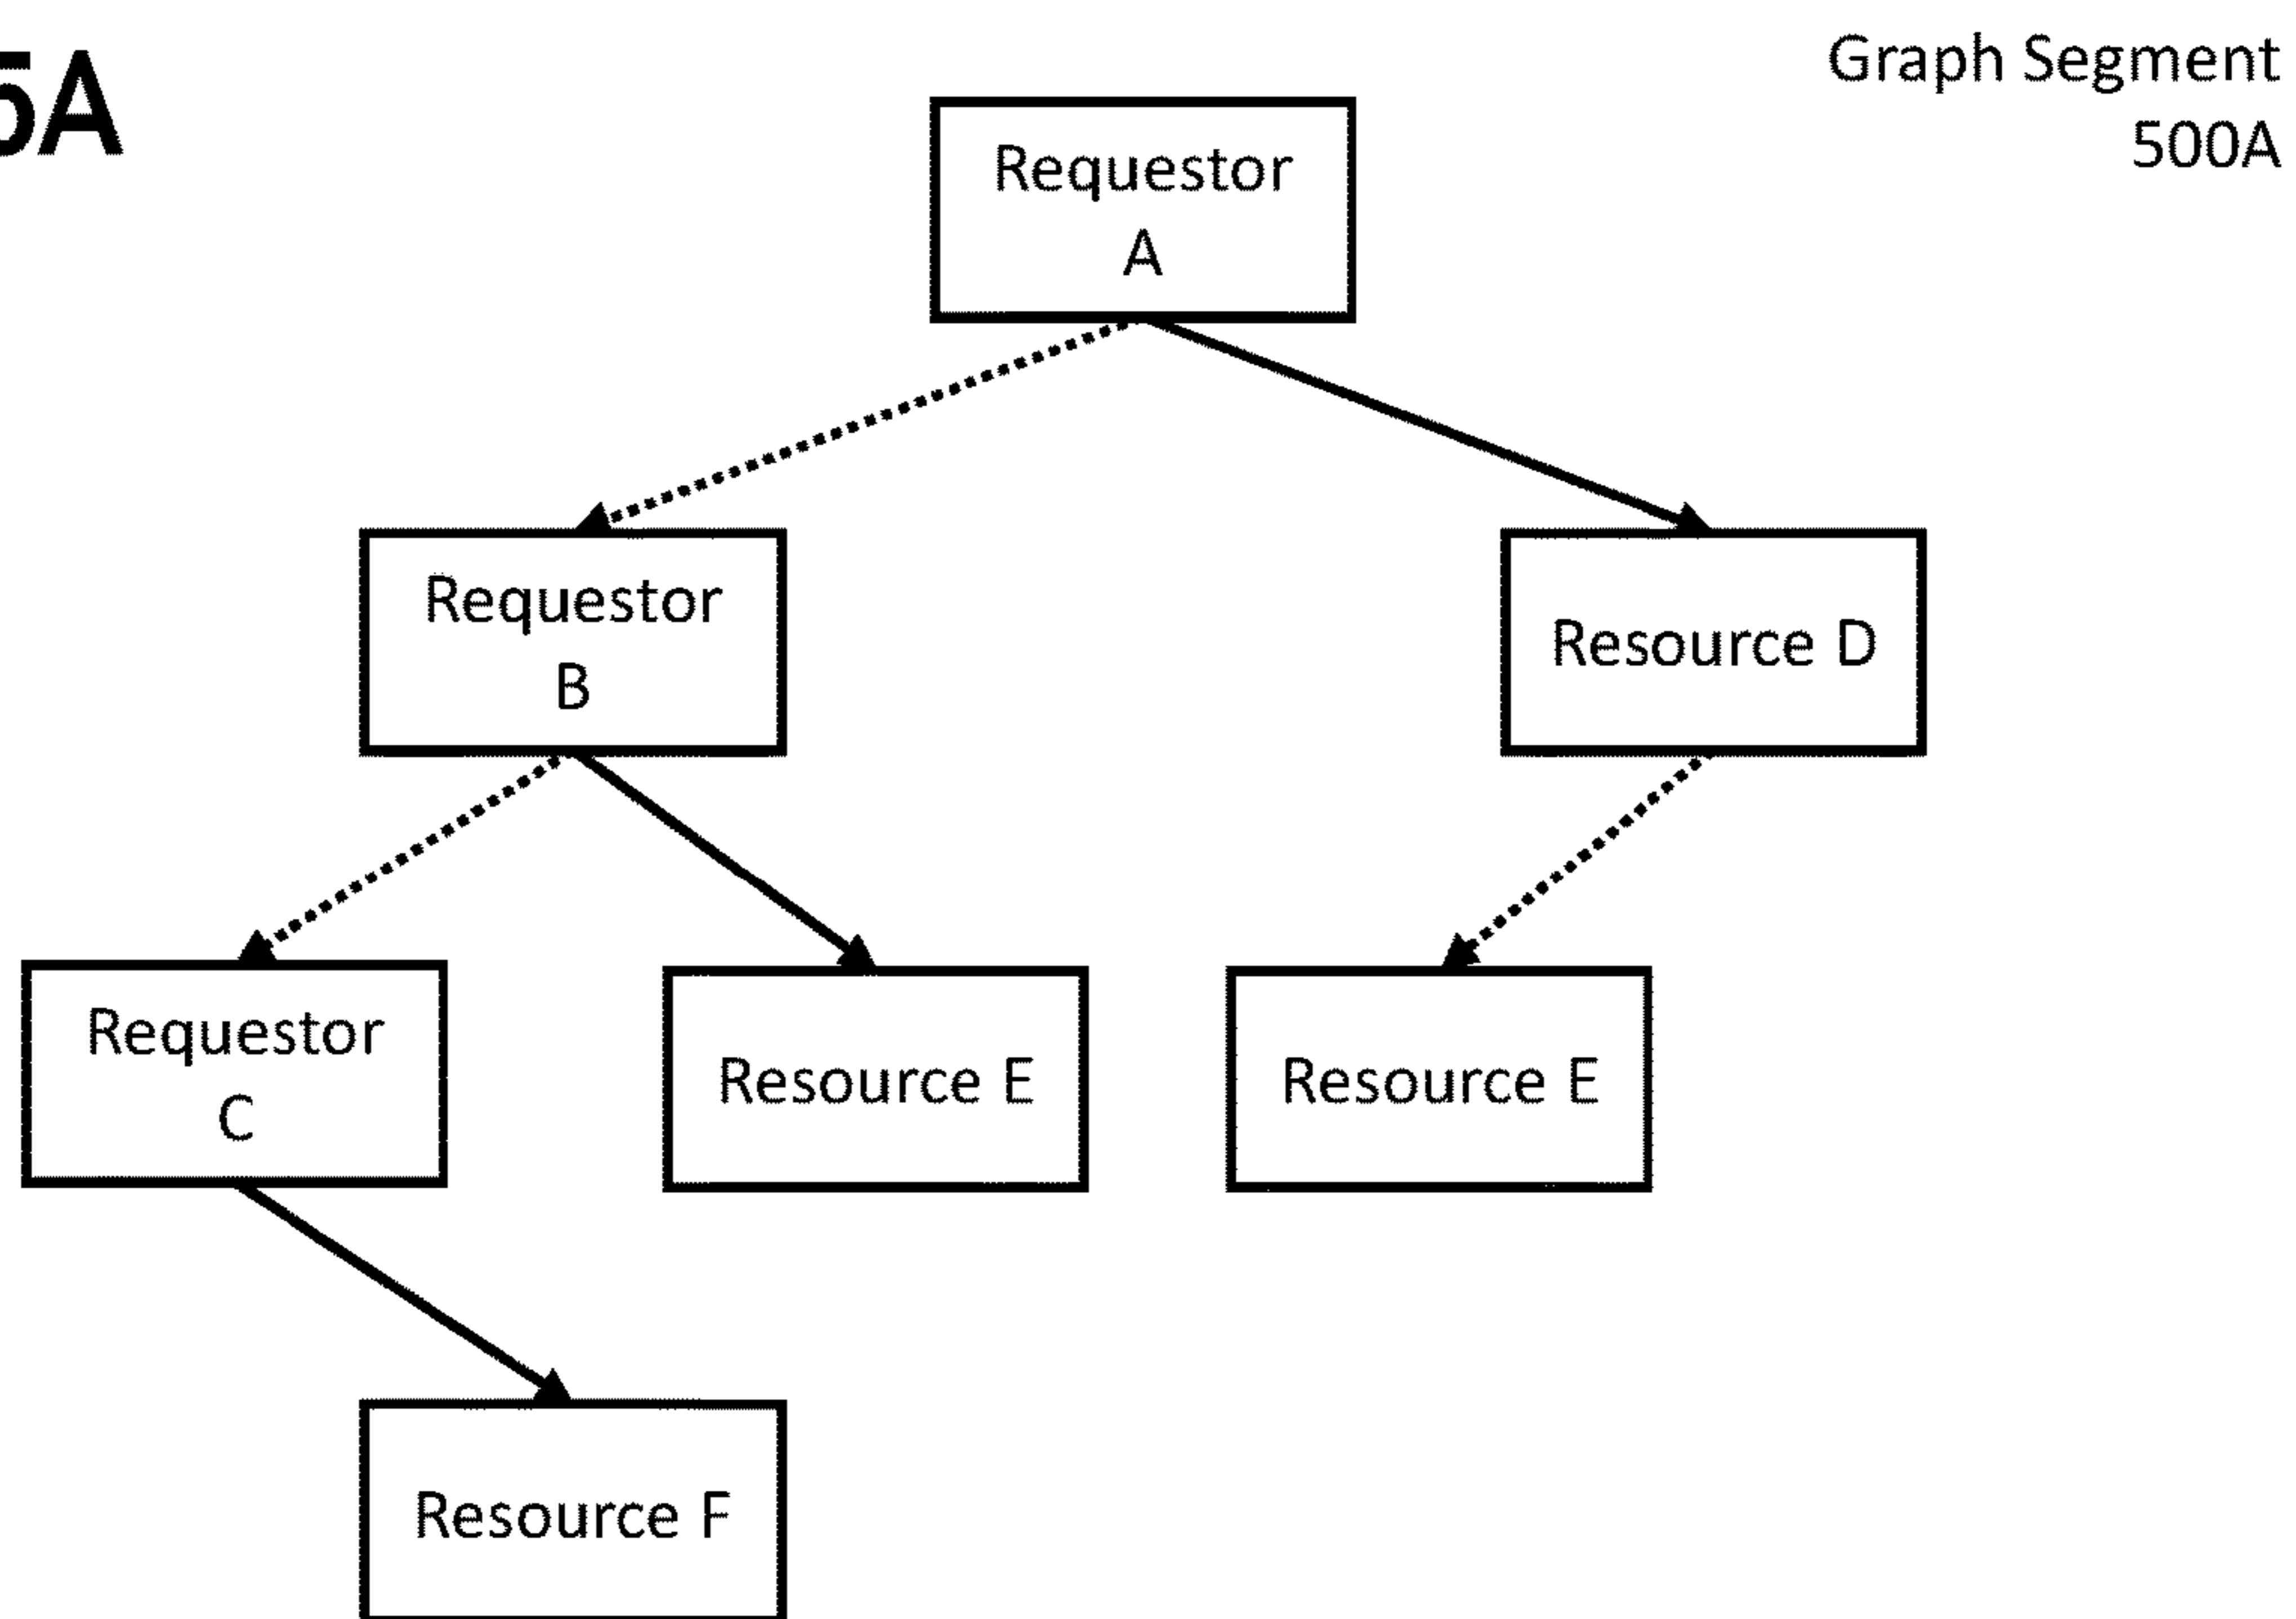 5A
Graph Segment
500A
Requestor
A
Requestor
B
Resource D
Requestor
C
Resource E
Resource E
Resource F